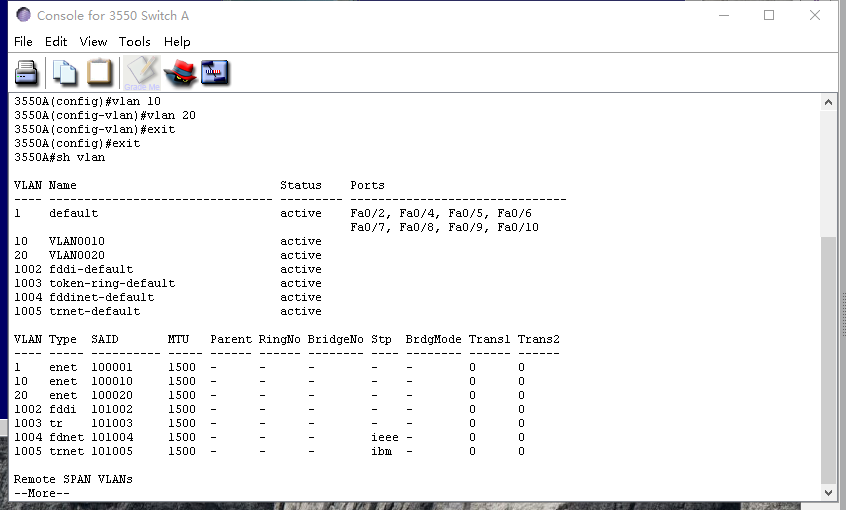 Console for 3550 Switch A
File Edit View Tools Help
Grade Me
3550A(config)#vlan 10
3550A(config-vlan)#vlan 20
3550A(config-vlan)#exit
3550A(config)#exit
3550A#sh vlan
VLAN Name                             Status    Ports
---- -------------------------------- --------- -------------------------------
1    default                          active    Fa0/2, Fa0/4, Fa0/5, Fa0/6
                                                Fa0/7, Fa0/8, Fa0/9, Fa0/10
10   VLAN0010                         active
20   VLAN0020                         active
1002 fddi-default                     active
1003 token-ring-default               active
1004 fddinet-default                  active
1005 trnet-default                    active
VLAN Type  SAID       MTU   Parent RingNo BridgeNo Stp  BrdgMode Trans1 Trans2
---- ----- ---------- ----- ------ ------ -------- ---- -------- ------ ------
1    enet  100001     1500  -      -      -        -    -        0      0
10   enet  100010     1500  -      -      -        -    -        0      0
20   enet  100020     1500  -      -      -        -    -        0      0
1002 fddi  101002     1500  -      -      -        -    -        0      0
1003 tr    101003     1500  -      -      -        -    -        0      0
1004 fdnet 101004     1500  -      -      -        ieee -        0      0
1005 trnet 101005     1500  -      -      -        ibm  -        0      0
Remote SPAN VLANs
--More--